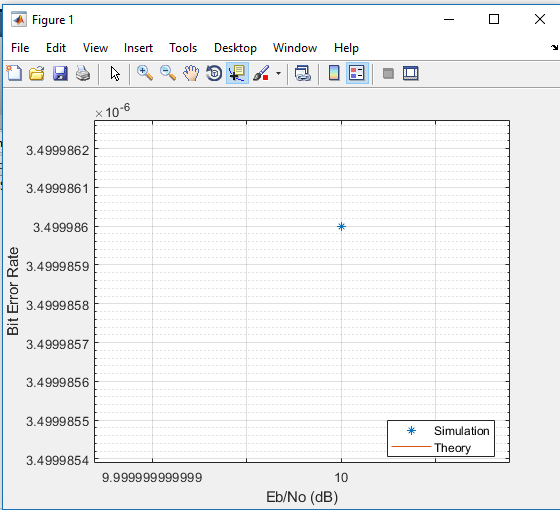 Figure 1
File Edit View Insert Tools Desktop Window Help
×10^-6
3.4999862
3.4999861
3.499986
3.4999859
3.4999858
3.4999857
3.4999856
3.4999855
3.4999854
Bit Error Rate
9.999999999999 10
Eb/No (dB)
Simulation
Theory